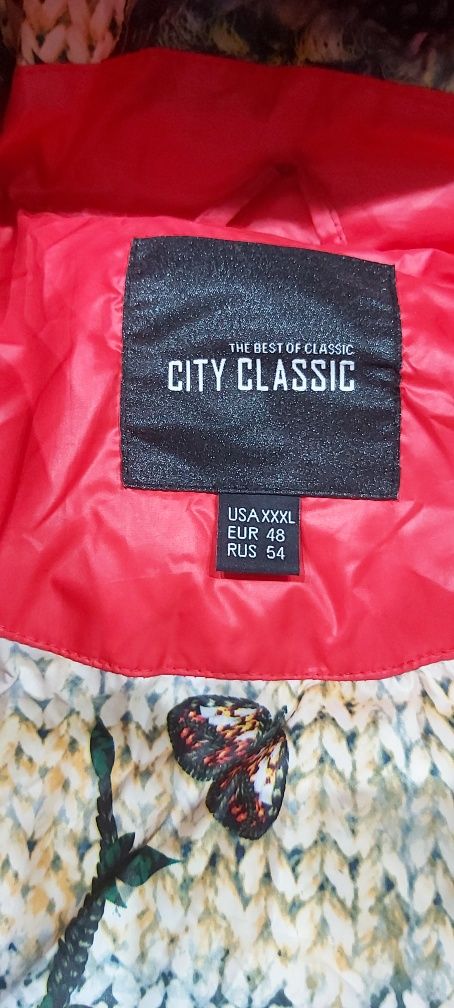 THE BEST OF CLASSIC
CITY CLASSIC
USA XXXL
EUR 48
RUS 54